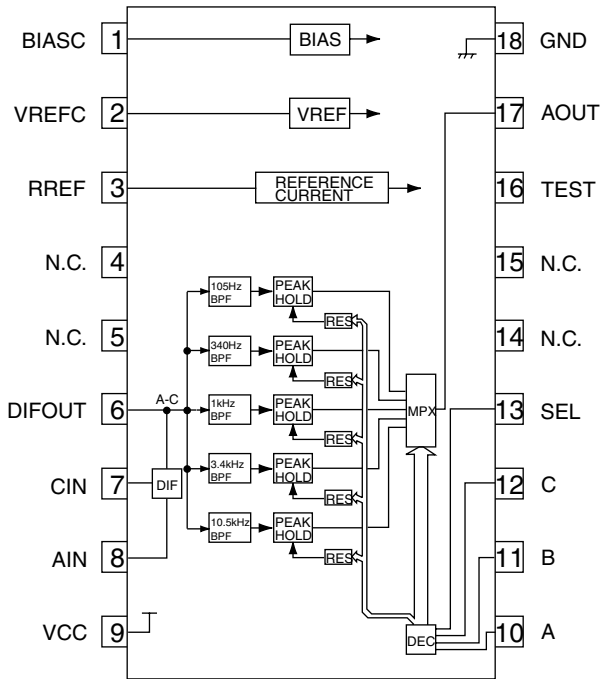 BIASC 1 BIAS 18 GND
VREFC 2 VREF 17 AOUT
RREF 3 REFERENCE CURRENT 16 TEST
N.C. 4 15 N.C.
105Hz BPF PEAK HOLD
RES
N.C. 5 14 N.C.
340Hz BPF PEAK HOLD
RES
DIFOUT 6 A-C 1kHz BPF PEAK HOLD MPX 13 SEL
RES
CIN 7 DIF 3.4kHz BPF PEAK HOLD 12 C
RES
AIN 8 10.5kHz BPF PEAK HOLD 11 B
RES
VCC 9 DEC 10 A